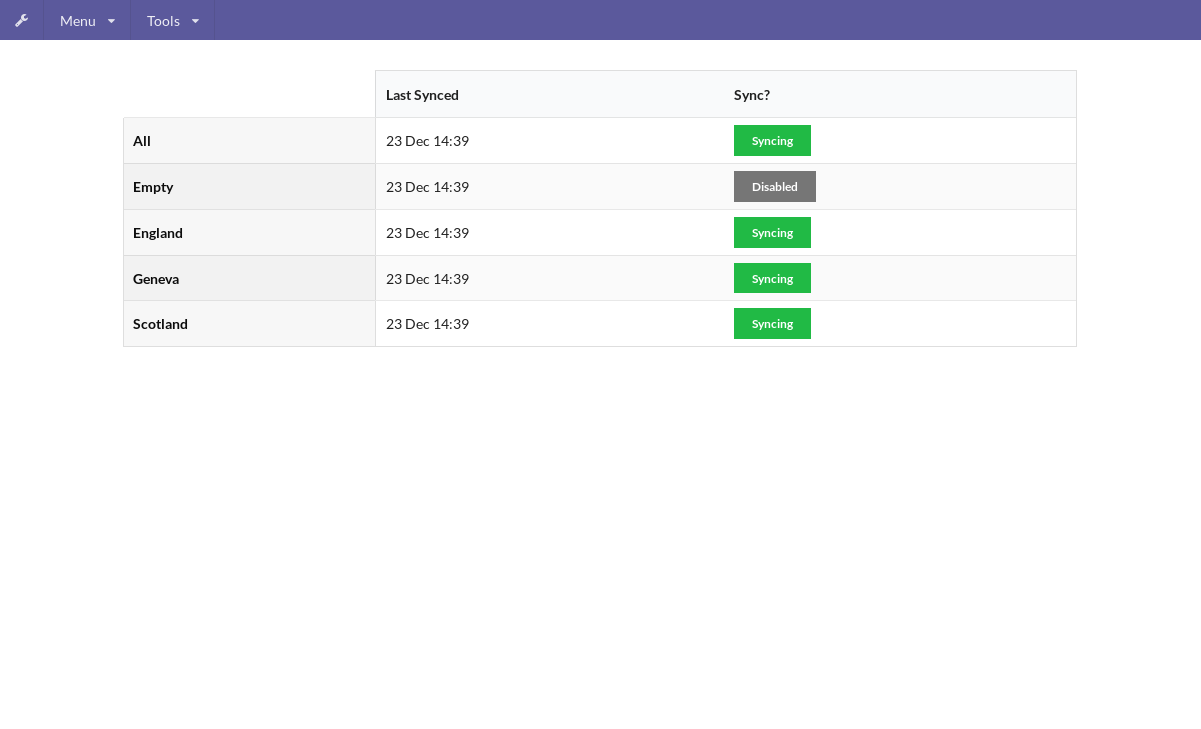 Menu Tools
Last Synced Sync?
All 23 Dec 14:39 Syncing
Empty 23 Dec 14:39 Disabled
England 23 Dec 14:39 Syncing
Geneva 23 Dec 14:39 Syncing
Scotland 23 Dec 14:39 Syncing